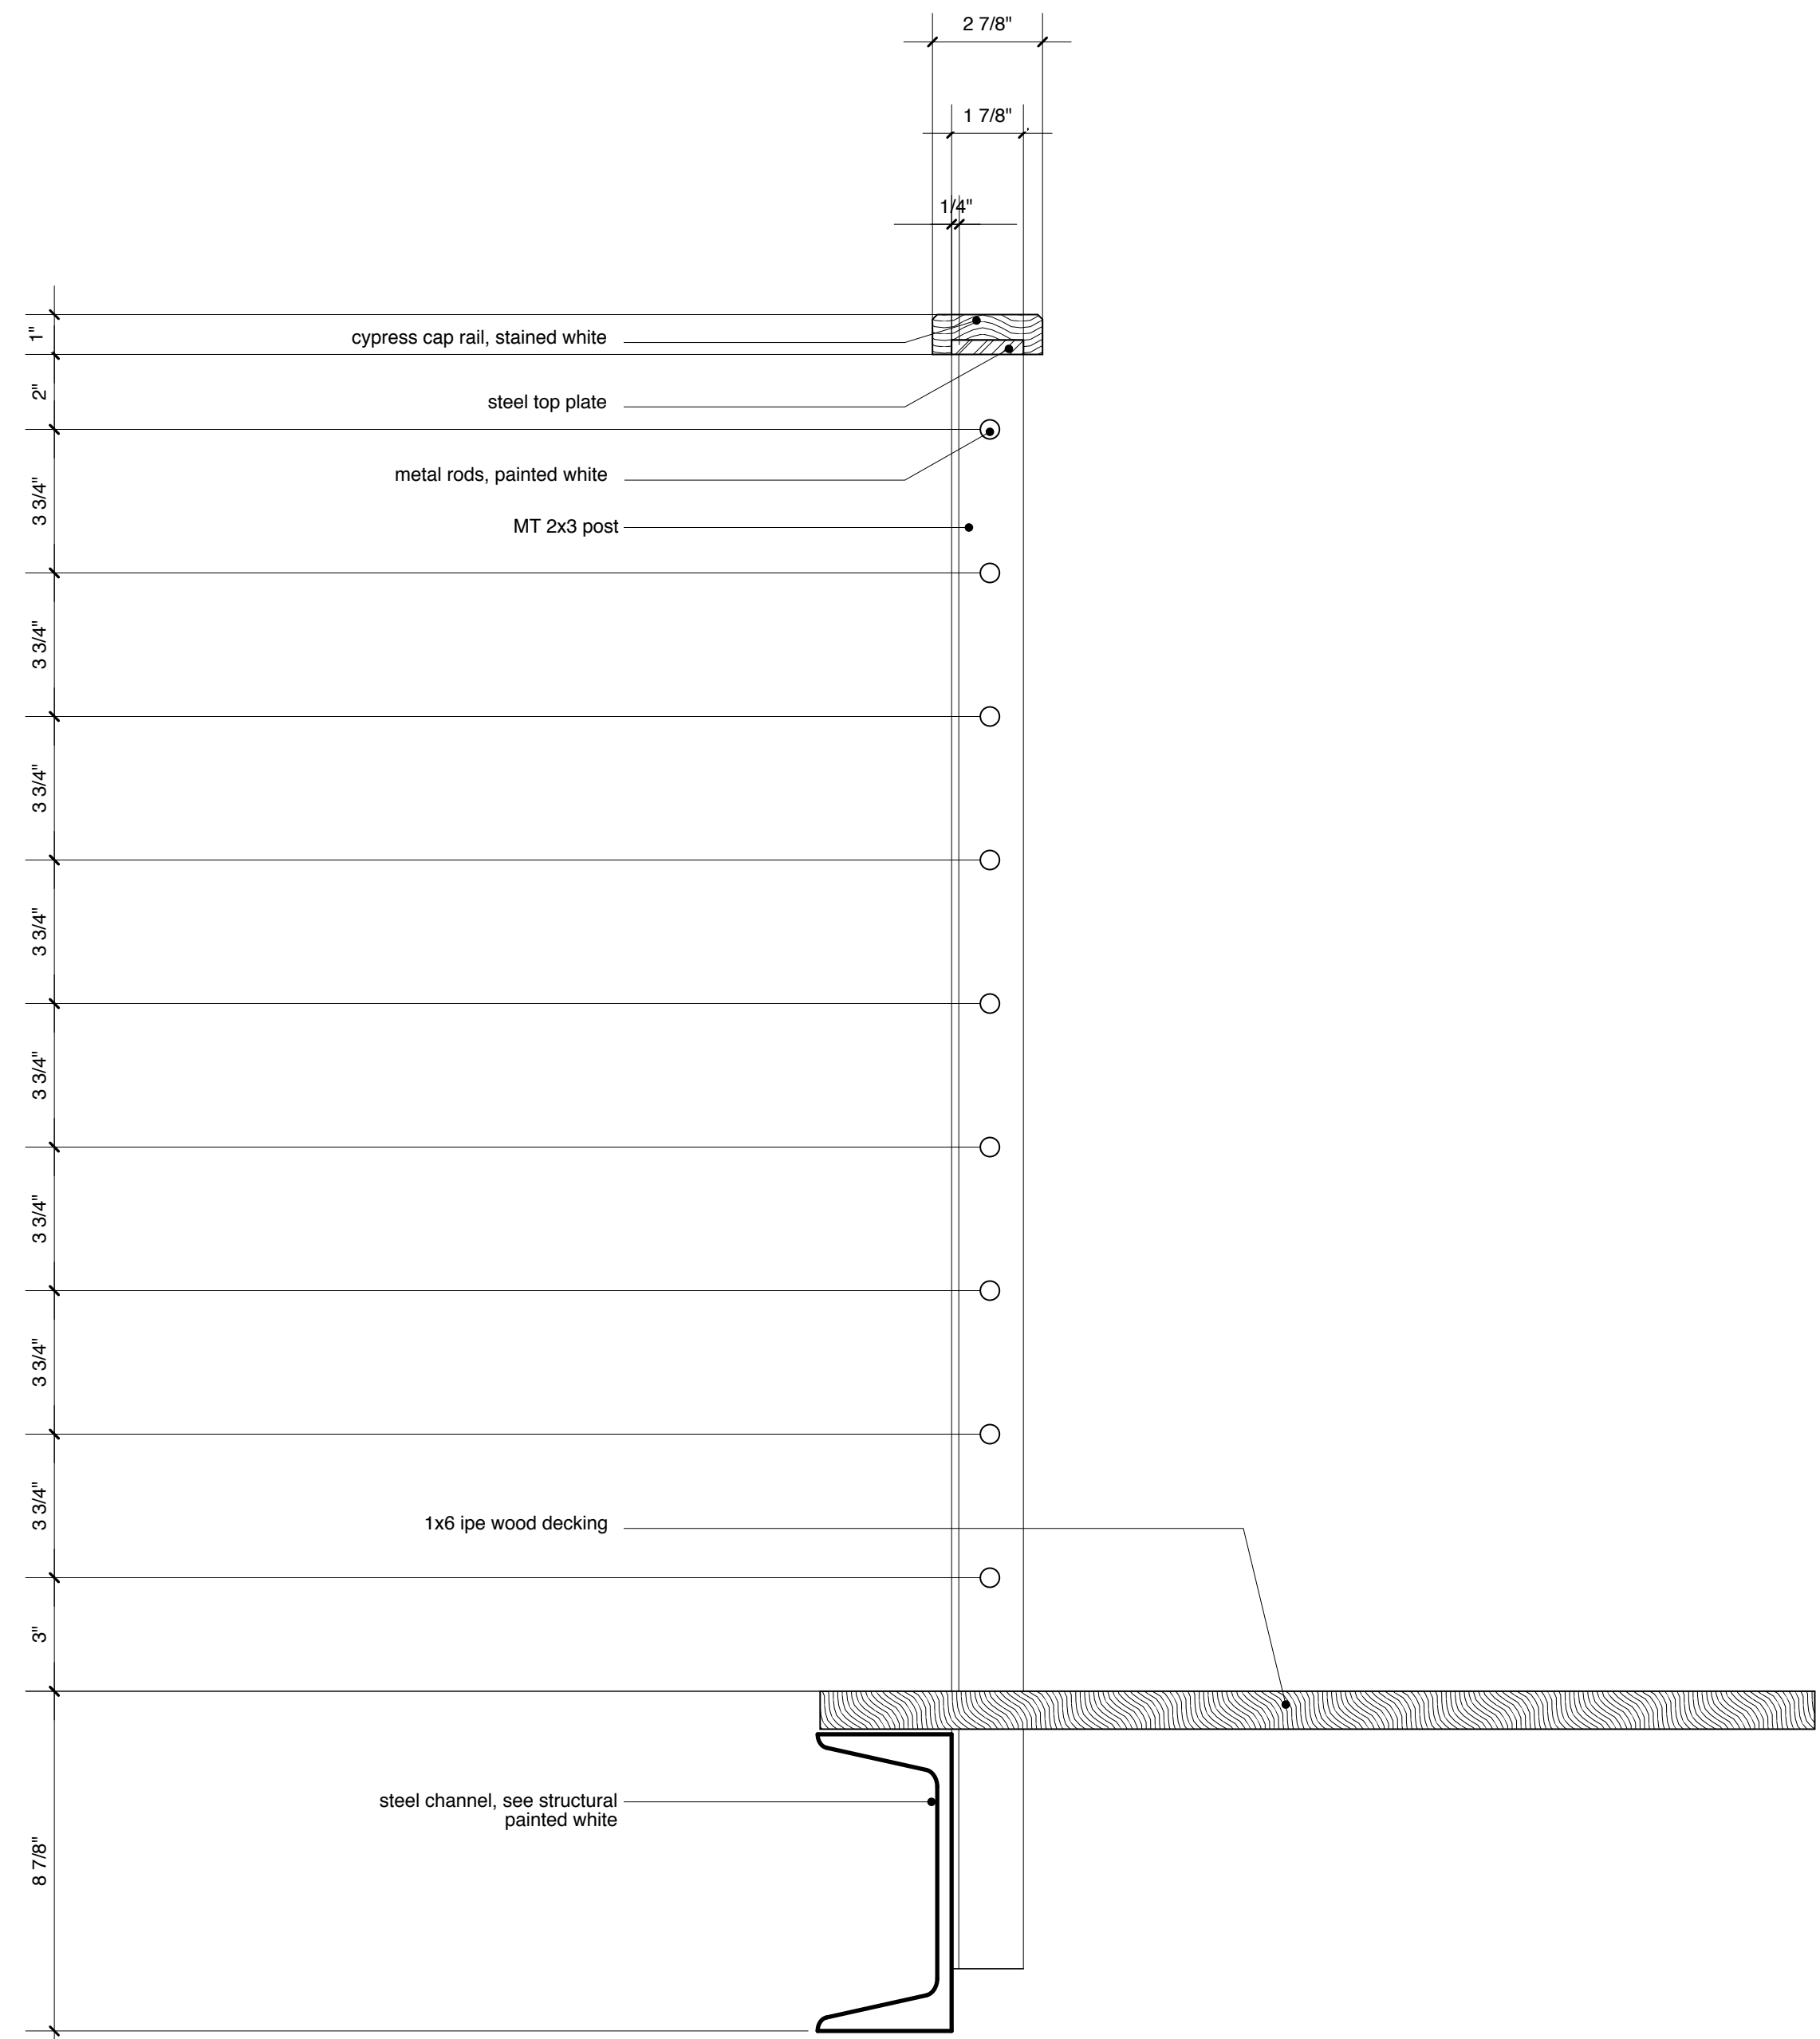 2 7/8"
1 7/8"
1/4"
1"
cypress cap rail, stained white
2"
steel top plate
metal rods, painted white
3 3/4"
MT 2x3 post
3 3/4"
3 3/4"
3 3/4"
3 3/4"
3 3/4"
3 3/4"
3 3/4"
1x6 ipe wood decking
3"
steel channel, see structural
painted white
8 7/8"